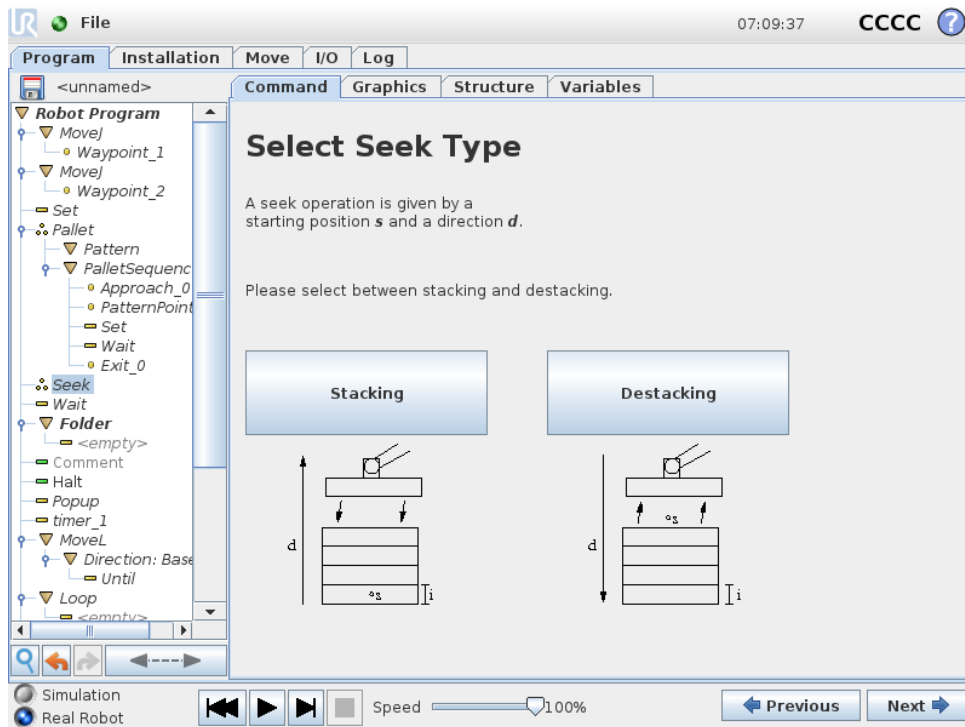 UR File 07:09:37 CCCC ?
Program Installation Move I/O Log
<unnamed> Command Graphics Structure Variables
Robot Program
MoveJ
Waypoint_1
MoveJ
Waypoint_2
Set
Pallet
Pattern
PalletSequenc
Approach_0
PatternPoint
Set
Wait
Exit_0
Seek
Wait
Folder
<empty>
Comment
Halt
Popup
timer_1
MoveL
Direction: Base
Until
Loop
<empty>
Select Seek Type
A seek operation is given by a
starting position s and a direction d.
Please select between stacking and destacking.
Stacking Destacking
d d
s
s
i i
Simulation
Real Robot
Speed 100%
Previous Next